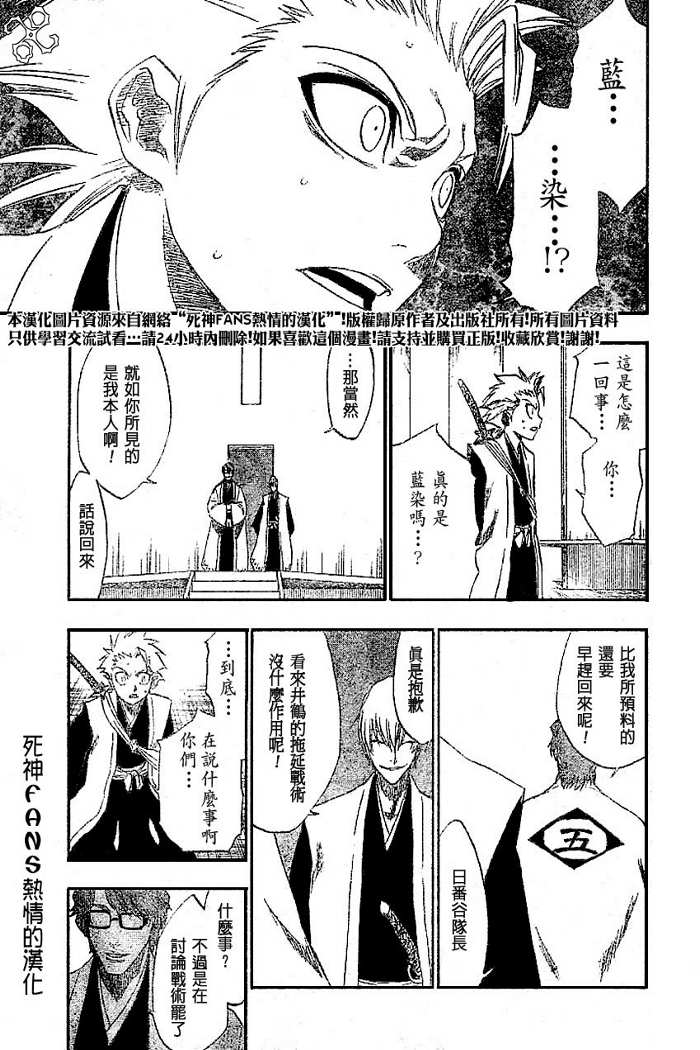 藍…
…染…
…!?
本漢化圖片資源來自網絡“死神FANS熱情的漢化”!版權歸原作者及出版社所有!所有圖片資料
只供學習交流試看…請24小時內刪除!如果喜歡這個漫畫!請支持並購買正版!收藏欣賞!謝謝!
這是怎麼
一回事…
你…
真的是
藍染嗎…?
…那當然
就如你所見的
是我本人啊!
話說回來
比我所預料的
還要
早趕回來呢!
五
日番谷隊長
真是抱歉
看來井鶴的拖延戰術
沒什麼作用呢!
…到底…
在說什麼事啊
你們…
什麼事?
不過是在
討論戰術罷了
死神FANS熱情的漢化